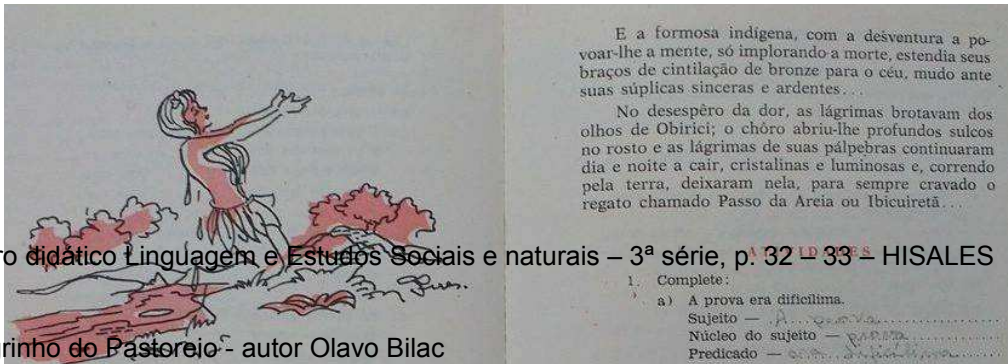 E a formosa indígena, com a desventura a po-
voar-lhe a mente, só implorando a morte, estendia seus
braços de cintilação de bronze para o céu, mudo ante
suas súplicas sinceras e ardentes...
No desespêro da dor, as lágrimas brotavam dos
olhos de Obirici; o chôro abriu-lhe profundos sulcos
no rosto e as lágrimas de suas pálpebras continuaram
dia e noite a cair, cristalinas e luminosas e, correndo
pela terra, deixaram nela, para sempre cravado o
regato chamado Passo da Areia ou Ibicuiretã...
ATIVIDADES
ro didático Linguagem e Estudos Sociais e naturais – 3ª série, p. 32 – 33 – HISALES
1. Complete:
a) A prova era dificílima.
Sujeito — A prova
Núcleo do sujeito — prova
Predicado —
rinho do Pastoreio - autor Olavo Bilac